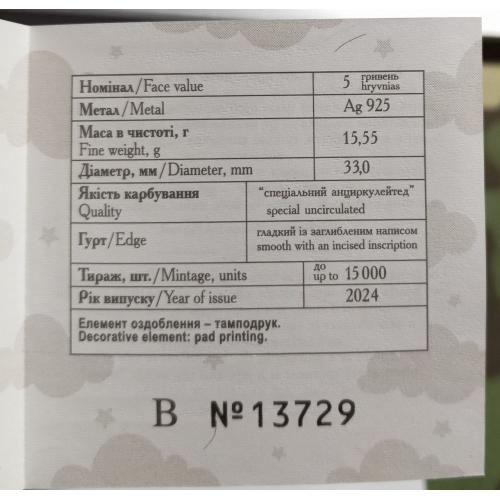 Номінал/Face value 5 гривень hryvnias
Метал/Metal Ag 925
Маса в чистоті, г
Fine weight, g 15,55
Діаметр, мм/Diameter, mm 33,0
Якість карбування "спеціальний анциркулейтед"
Quality special uncirculated
Гурт/Edge гладкий із заглибленим написом
smooth with an incised inscription
Тираж, шт./Mintage, units до up to 15000
Рік випуску/Year of issue 2024
Елемент оздоблення – тамподрук.
Decorative element: pad printing.
В №13729